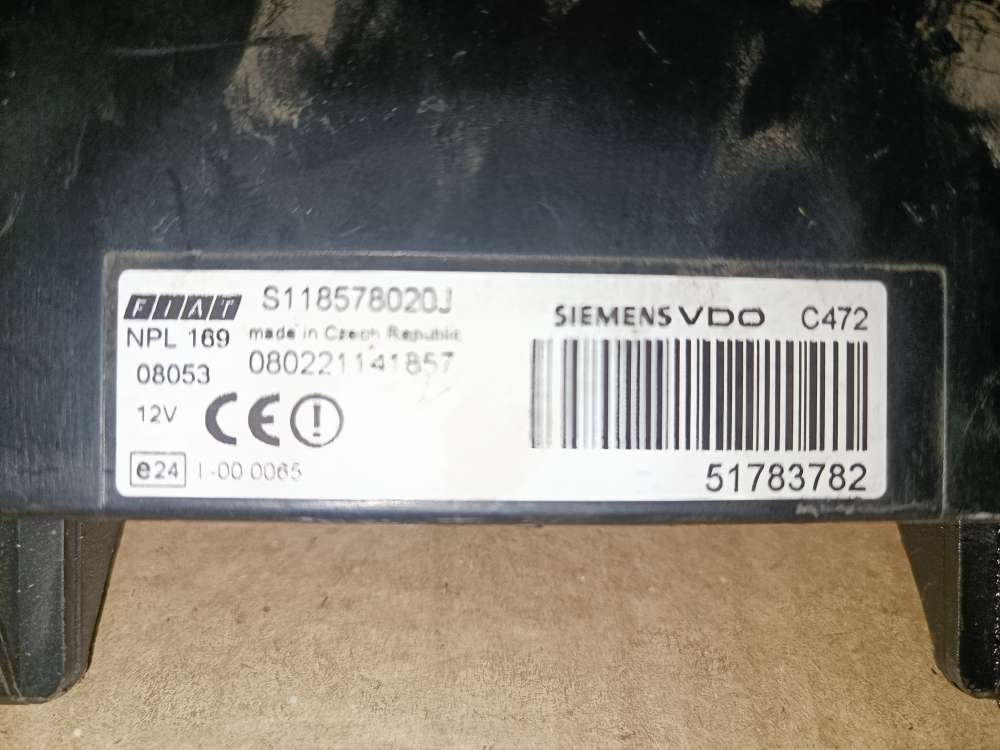 FIAT S118578020J SIEMENS VDO C472
NPL 169 made in Czech Republic
08053 080221141857
12V CE
e24 I-00 0065 51783782